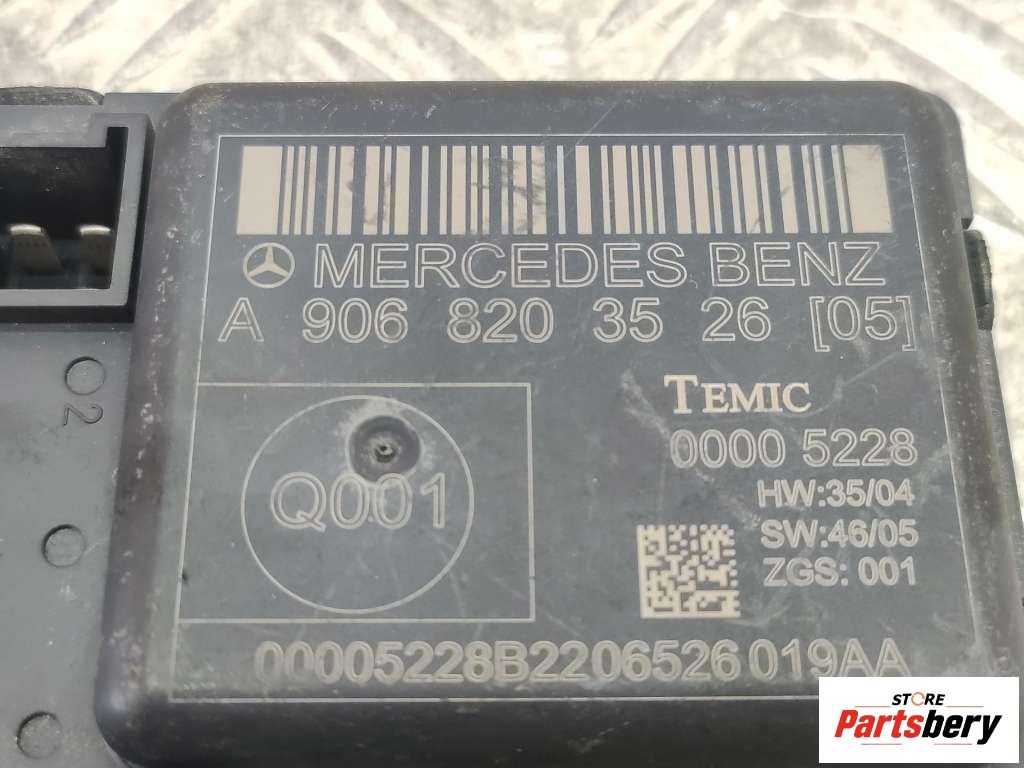 MERCEDES BENZ
A 906 820 35 26 [05]
TEMIC
0000 5228
HW:35/04
SW:46/05
ZGS: 001
Q001
00005228B2206526 019AA
02
STORE
Partsbery